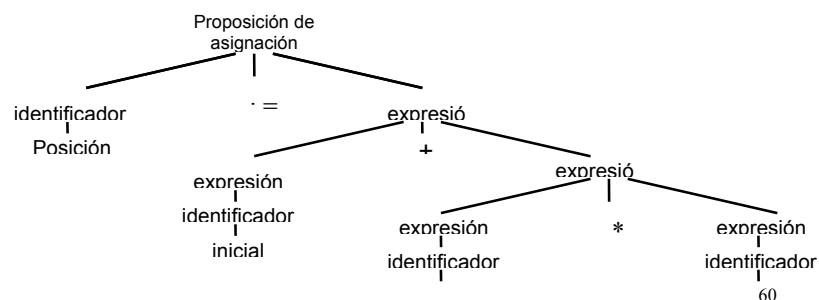 Proposición de
asignación
identificador
:=
expresió
Posición
+
expresión
expresió
identificador
inicial
expresión
*
expresión
identificador
identificador
60